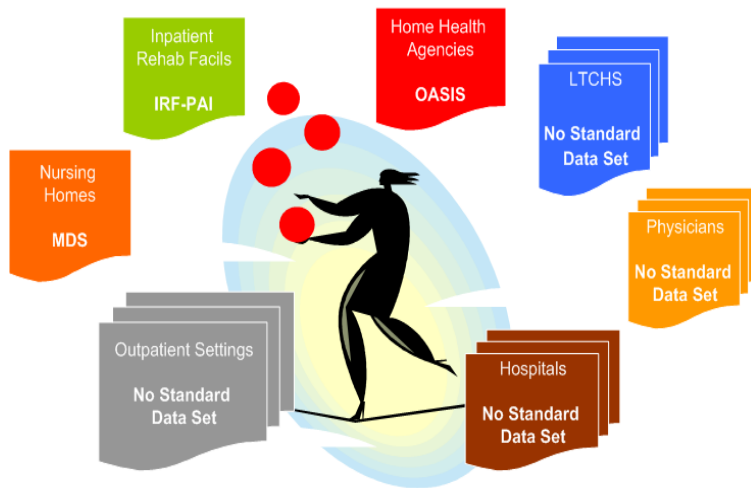 Inpatient
Rehab Facils
IRF-PAI
Home Health
Agencies
OASIS
LTCHS
No Standard
Data Set
Nursing
Homes
MDS
Physicians
No Standard
Data Set
Outpatient Settings
No Standard
Data Set
Hospitals
No Standard
Data Set